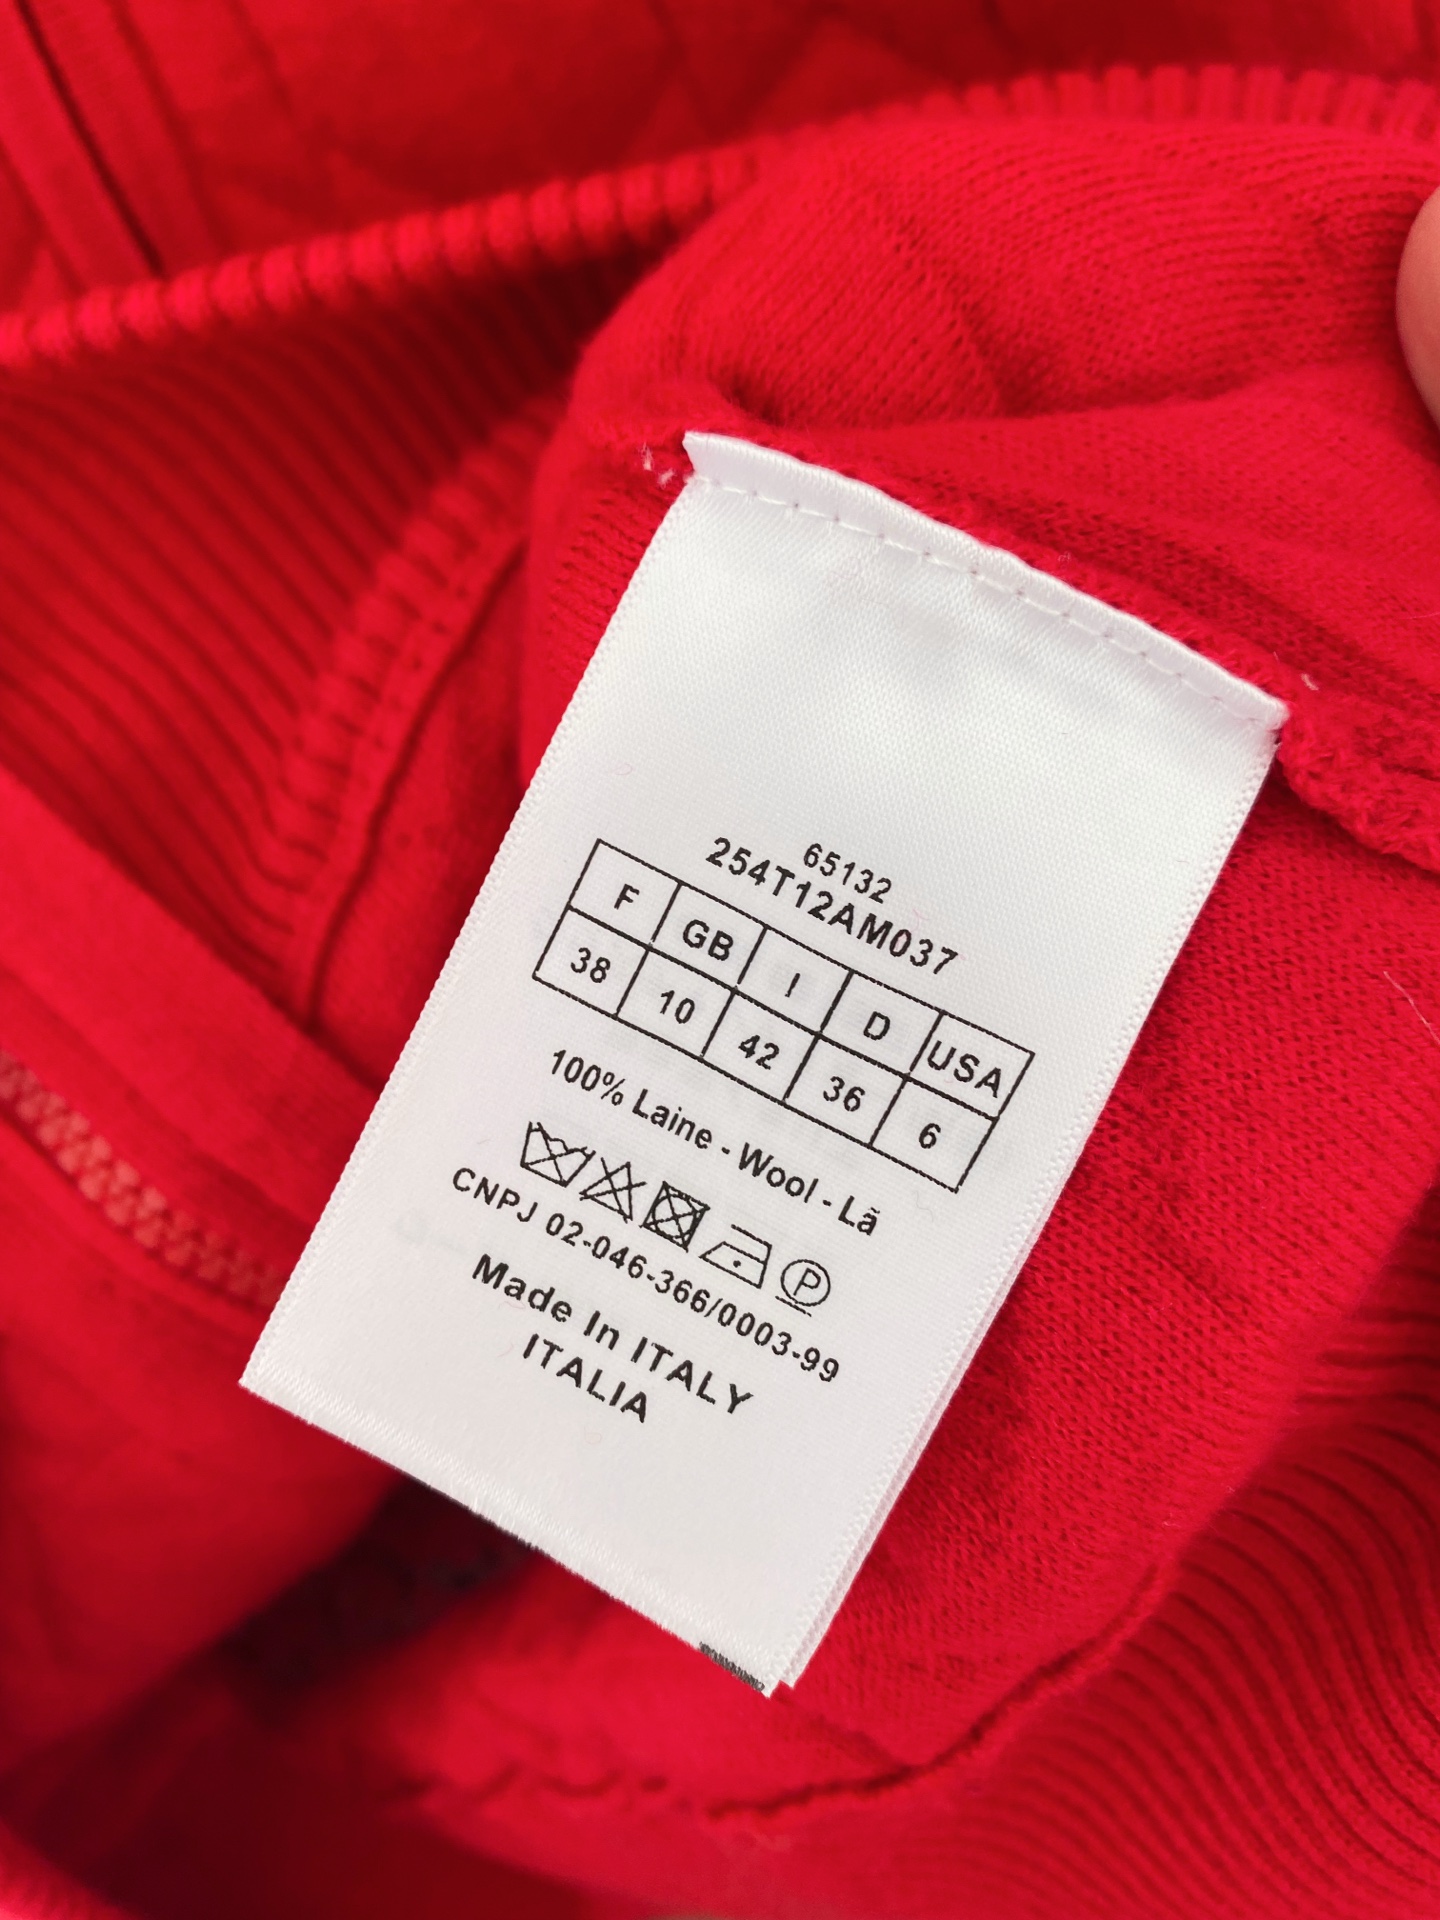 65132
254T12AM037
F GB I D USA
38 10 42 36 6
100% Laine - Wool - Lã
P
CNPJ 02-046-366/0003-99
Made In ITALY
ITALIA